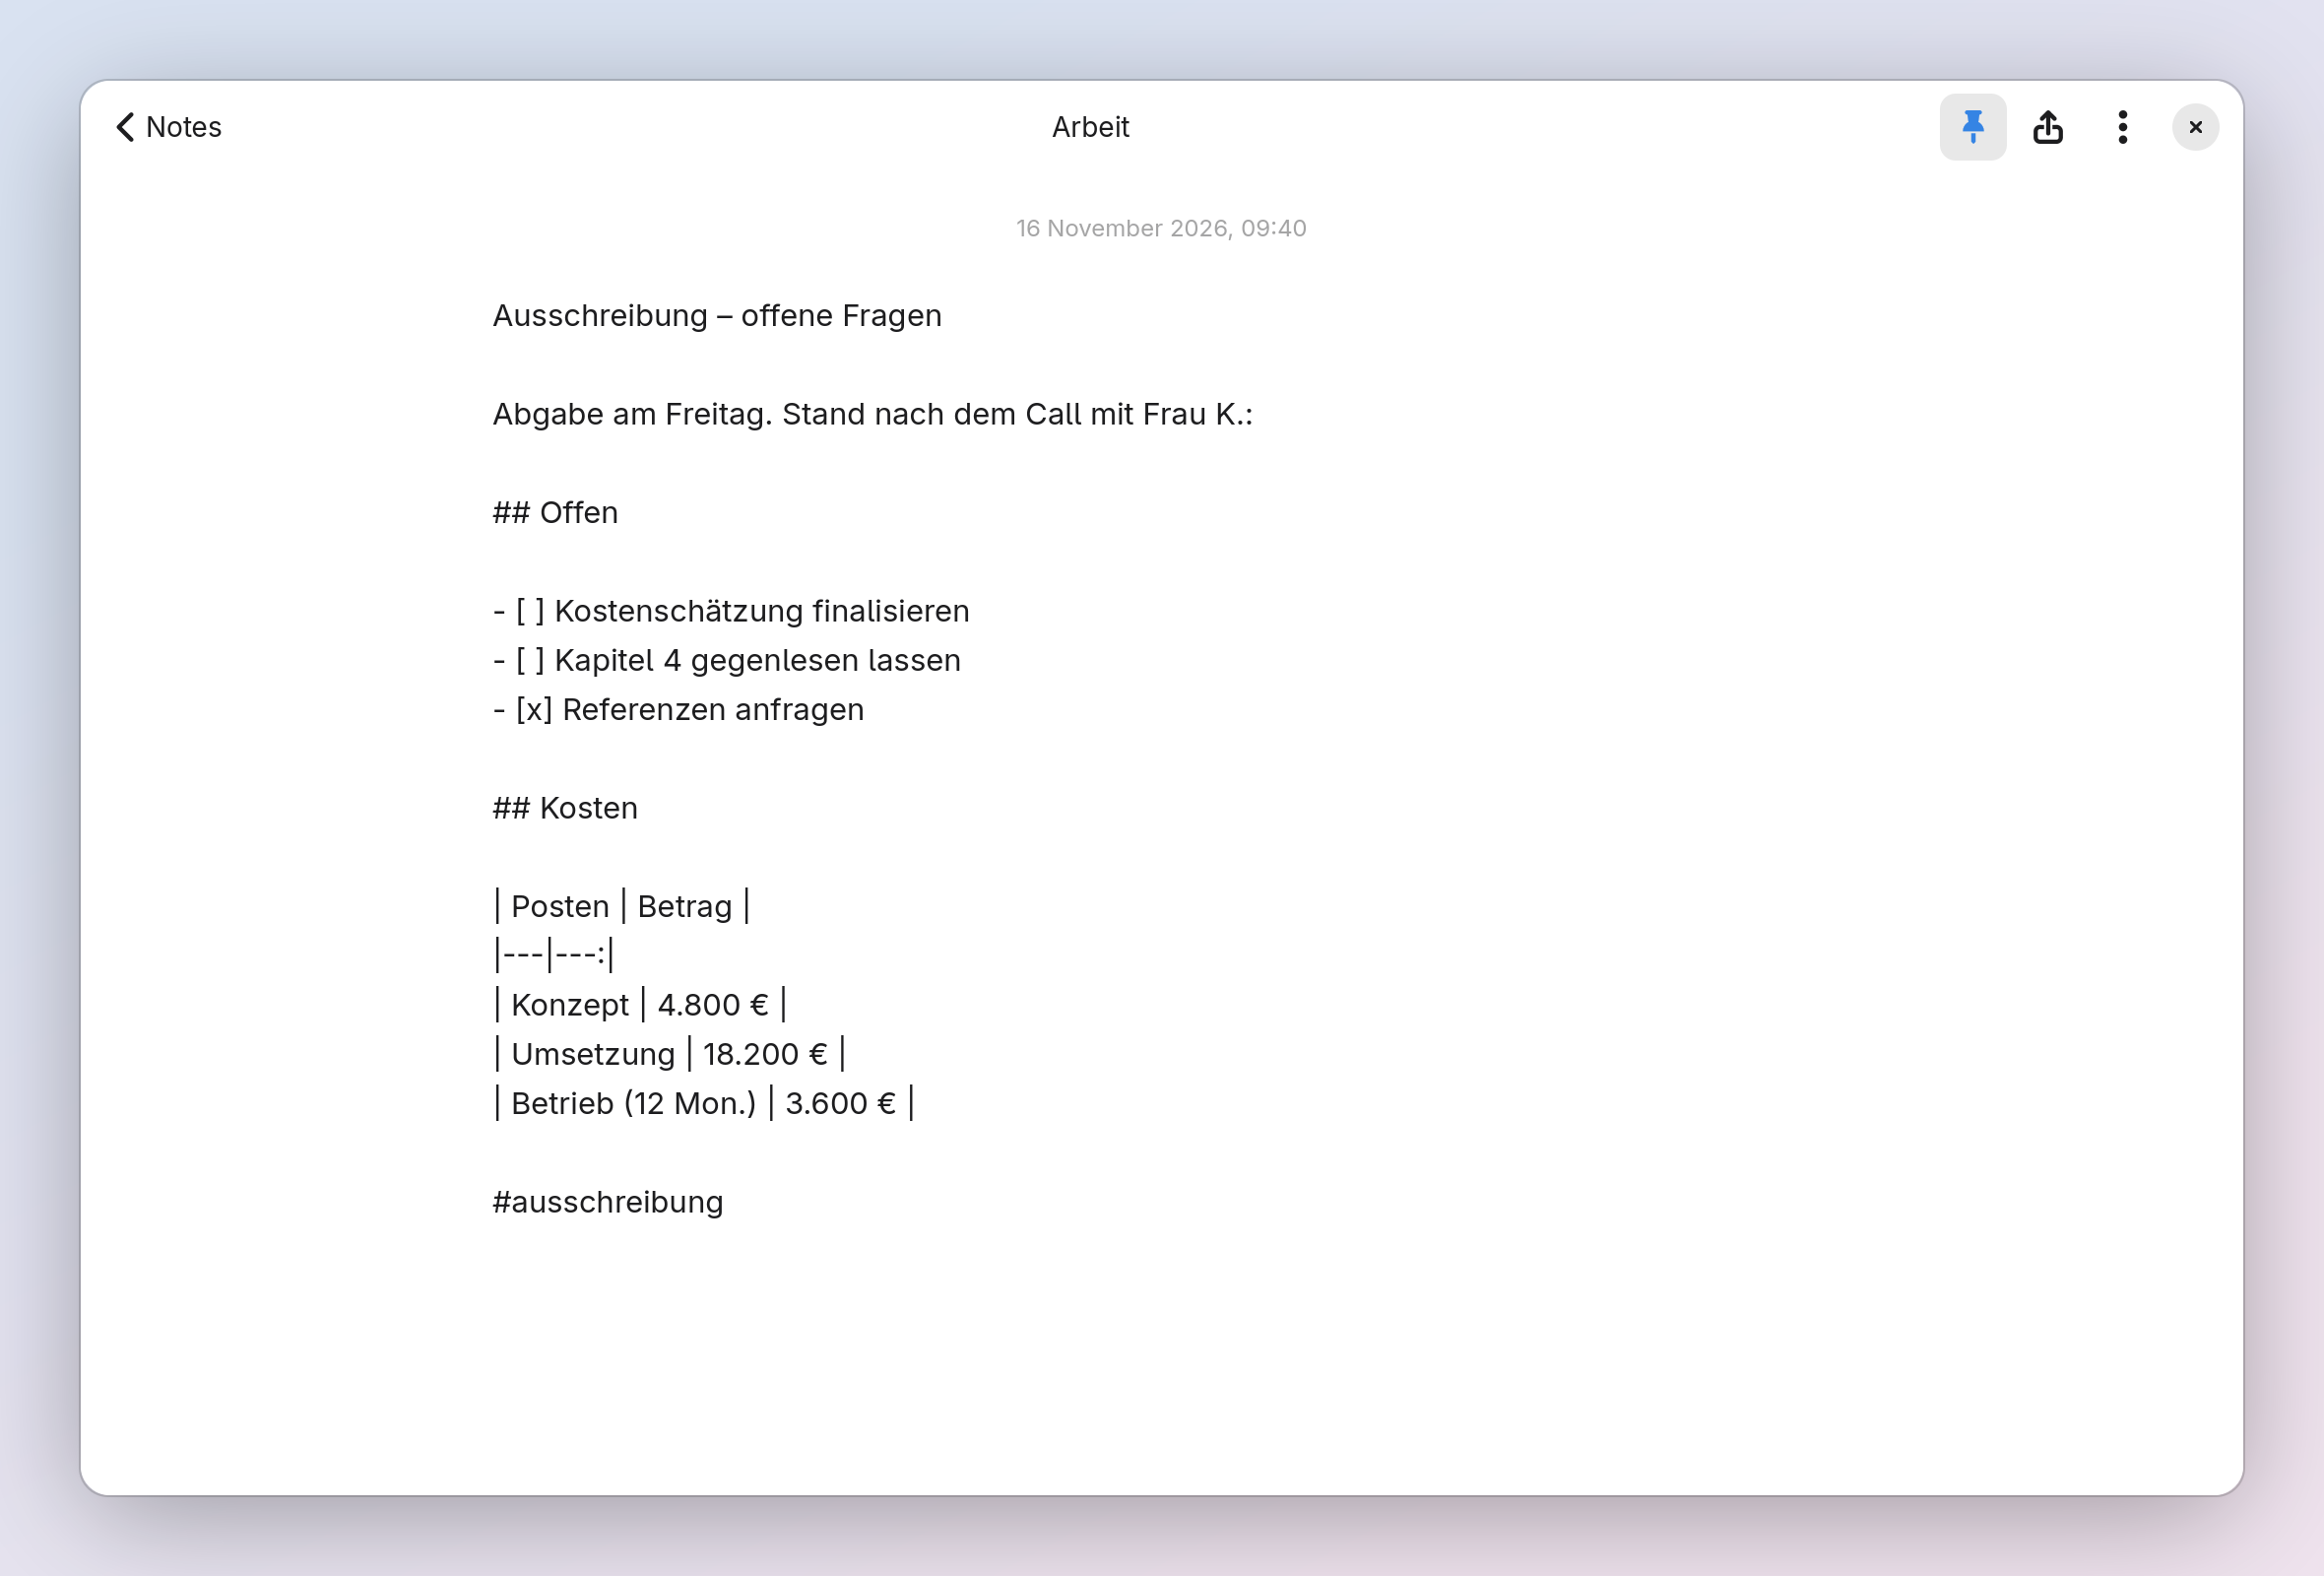 Notes
Arbeit
16 November 2026, 09:40
Ausschreibung – offene Fragen
Abgabe am Freitag. Stand nach dem Call mit Frau K.:
## Offen
- [ ] Kostenschätzung finalisieren
- [ ] Kapitel 4 gegenlesen lassen
- [x] Referenzen anfragen
## Kosten
| Posten | Betrag |
|---|---:|
| Konzept | 4.800 € |
| Umsetzung | 18.200 € |
| Betrieb (12 Mon.) | 3.600 € |
#ausschreibung